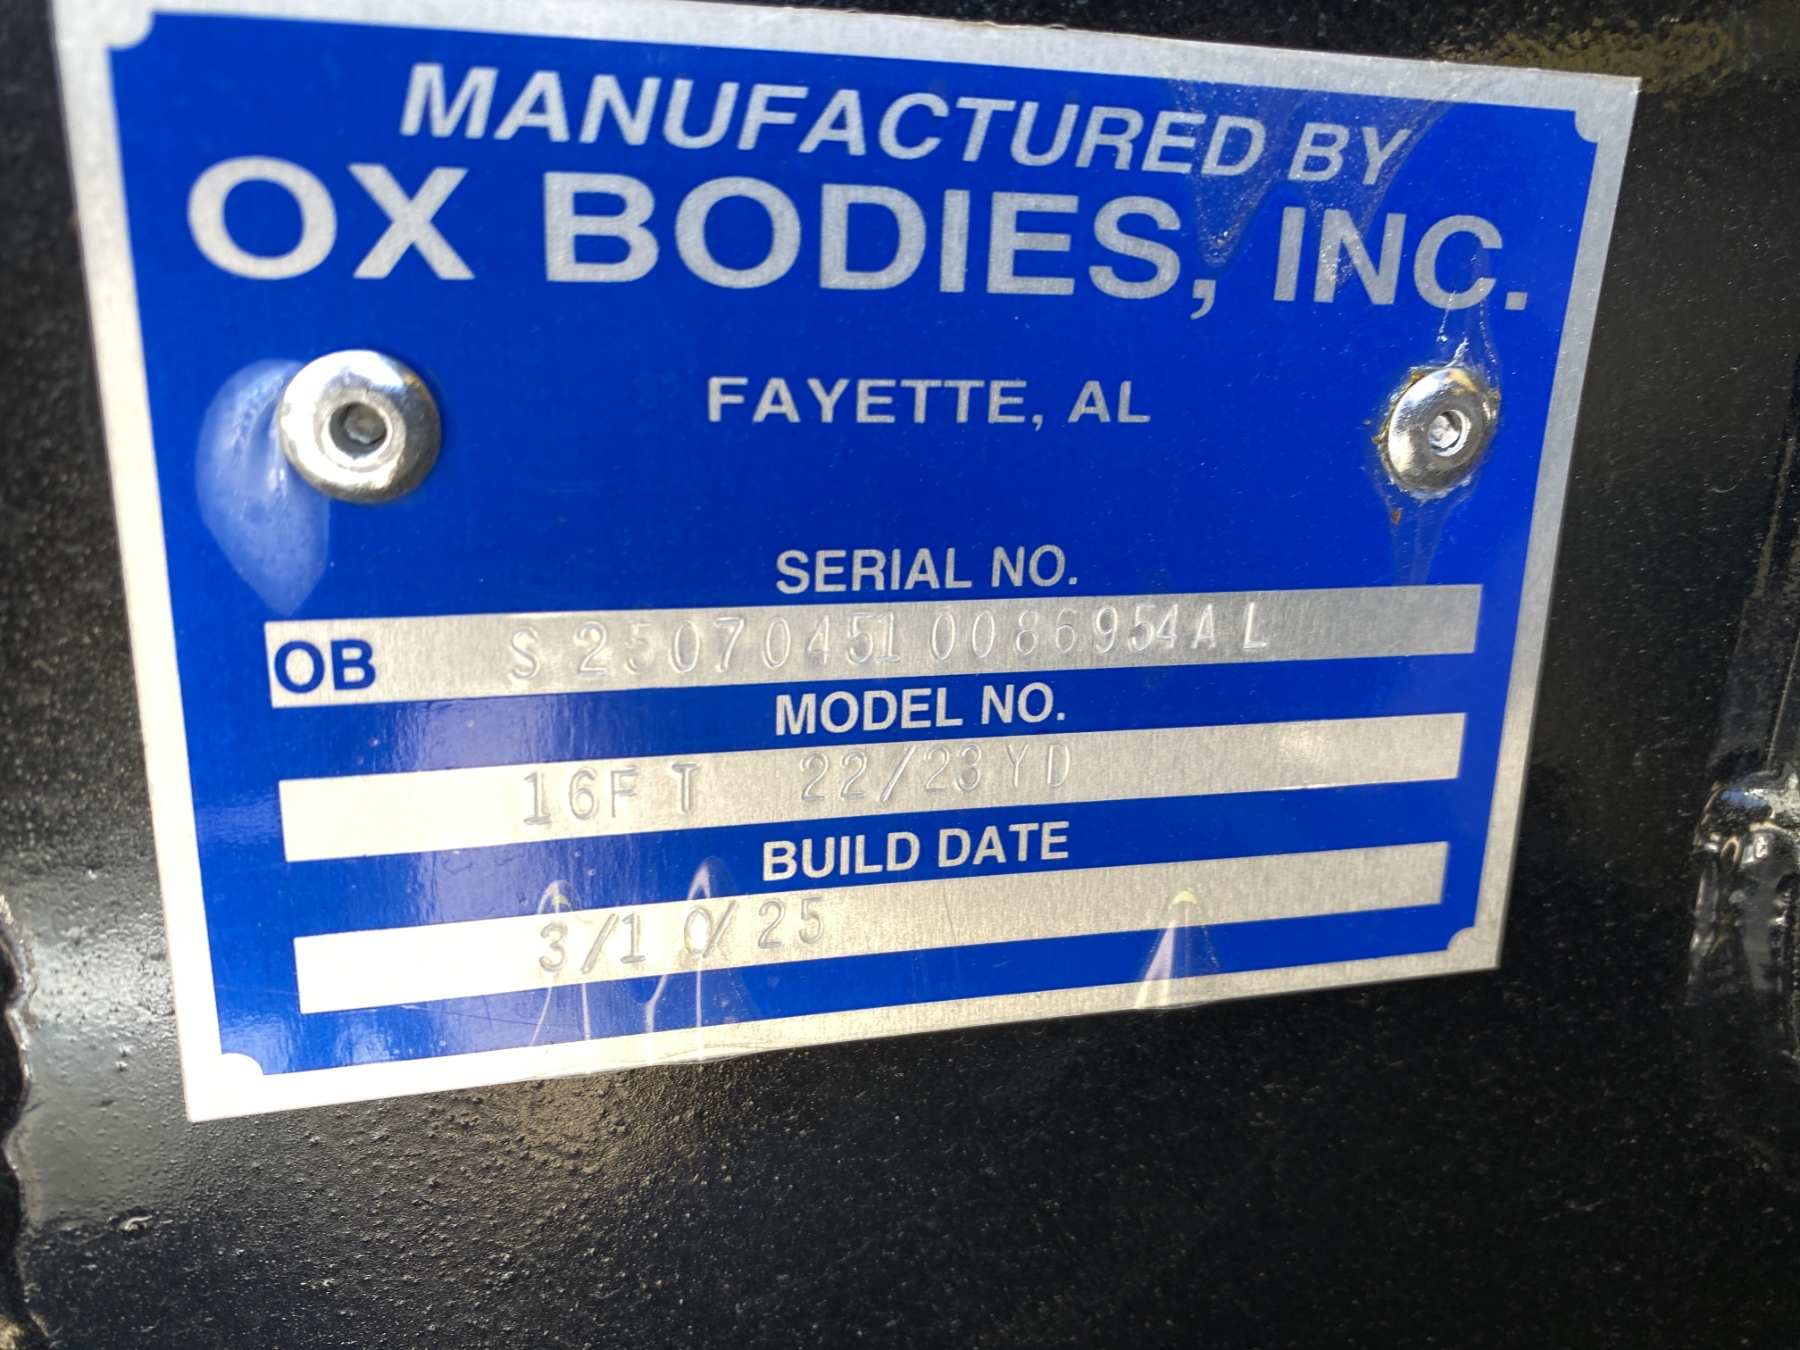 MANUFACTURED BY
OX BODIES, INC.
FAYETTE, AL
SERIAL NO.
OB S25070451 0086954AL
MODEL NO.
16FT 22/23YD
BUILD DATE
3/10/25